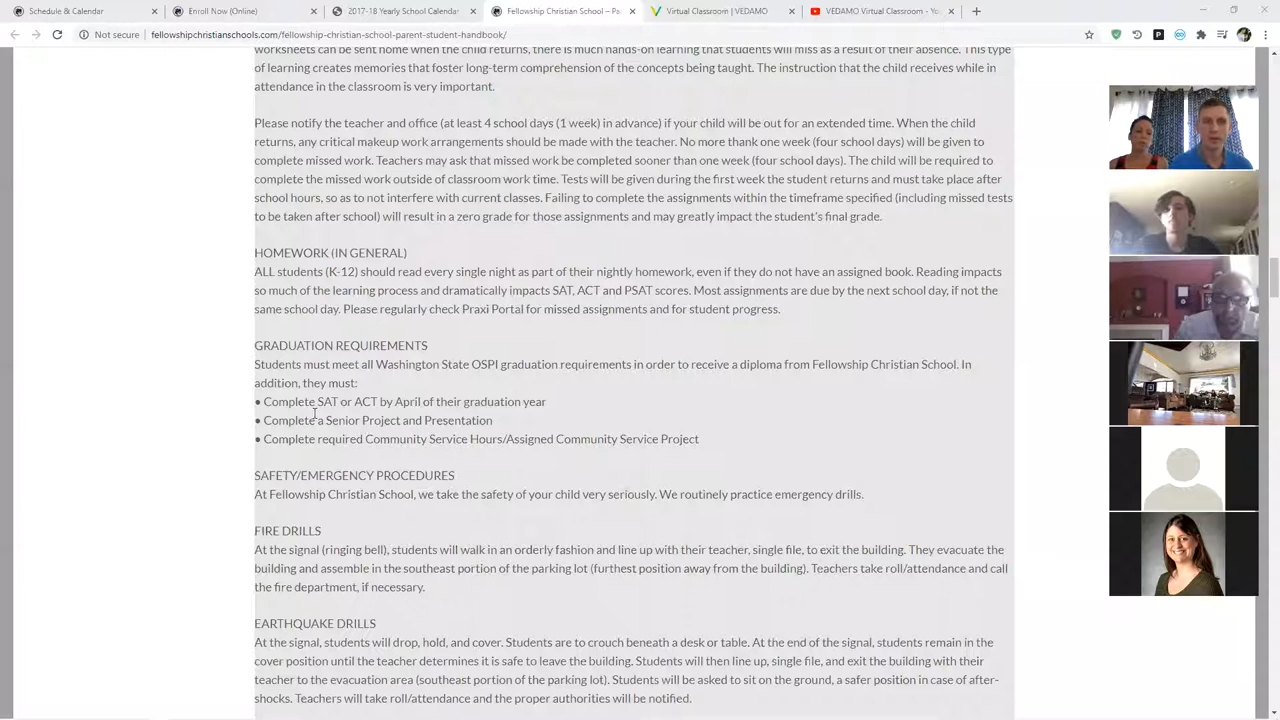 Schedule & Calendar
Enroll Now (Online)
2017-18 Yearly School Calendar
Fellowship Christian School – Pa
Virtual Classroom | VEDAMO
VEDAMO Virtual Classroom - Yo
Not secure | fellowshipchristianschools.com/fellowship-christian-school-parent-student-handbook/
worksheets can be sent home when the child returns, there is much hands-on learning that students will miss as a result of their absence. This type
of learning creates memories that foster long-term comprehension of the concepts being taught. The instruction that the child receives while in
attendance in the classroom is very important.
Please notify the teacher and office (at least 4 school days (1 week) in advance) if your child will be out for an extended time. When the child
returns, any critical makeup work arrangements should be made with the teacher. No more thank one week (four school days) will be given to
complete missed work. Teachers may ask that missed work be completed sooner than one week (four school days). The child will be required to
complete the missed work outside of classroom work time. Tests will be given during the first week the student returns and must take place after
school hours, so as to not interfere with current classes. Failing to complete the assignments within the timeframe specified (including missed tests
to be taken after school) will result in a zero grade for those assignments and may greatly impact the student's final grade.
HOMEWORK (IN GENERAL)
ALL students (K-12) should read every single night as part of their nightly homework, even if they do not have an assigned book. Reading impacts
so much of the learning process and dramatically impacts SAT, ACT and PSAT scores. Most assignments are due by the next school day, if not the
same school day. Please regularly check Praxi Portal for missed assignments and for student progress.
GRADUATION REQUIREMENTS
Students must meet all Washington State OSPI graduation requirements in order to receive a diploma from Fellowship Christian School. In
addition, they must:
• Complete SAT or ACT by April of their graduation year
• Complete a Senior Project and Presentation
• Complete required Community Service Hours/Assigned Community Service Project
SAFETY/EMERGENCY PROCEDURES
At Fellowship Christian School, we take the safety of your child very seriously. We routinely practice emergency drills.
FIRE DRILLS
At the signal (ringing bell), students will walk in an orderly fashion and line up with their teacher, single file, to exit the building. They evacuate the
building and assemble in the southeast portion of the parking lot (furthest position away from the building). Teachers take roll/attendance and call
the fire department, if necessary.
EARTHQUAKE DRILLS
At the signal, students will drop, hold, and cover. Students are to crouch beneath a desk or table. At the end of the signal, students remain in the
cover position until the teacher determines it is safe to leave the building. Students will then line up, single file, and exit the building with their
teacher to the evacuation area (southeast portion of the parking lot). Students will be asked to sit on the ground, a safer position in case of after-
shocks. Teachers will take roll/attendance and the proper authorities will be notified.